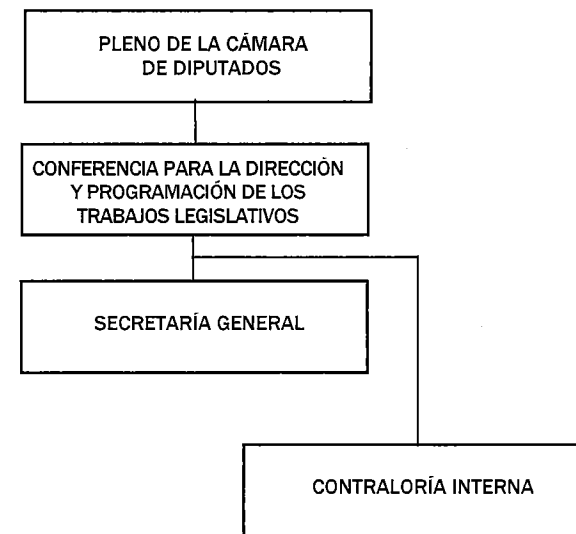 PLENO DE LA CÁMARA
DE DIPUTADOS
CONFERENCIA PARA LA DIRECCIÓN
Y PROGRAMACIÓN DE LOS
TRABAJOS LEGISLATIVOS
SECRETARÍA GENERAL
CONTRALORÍA INTERNA